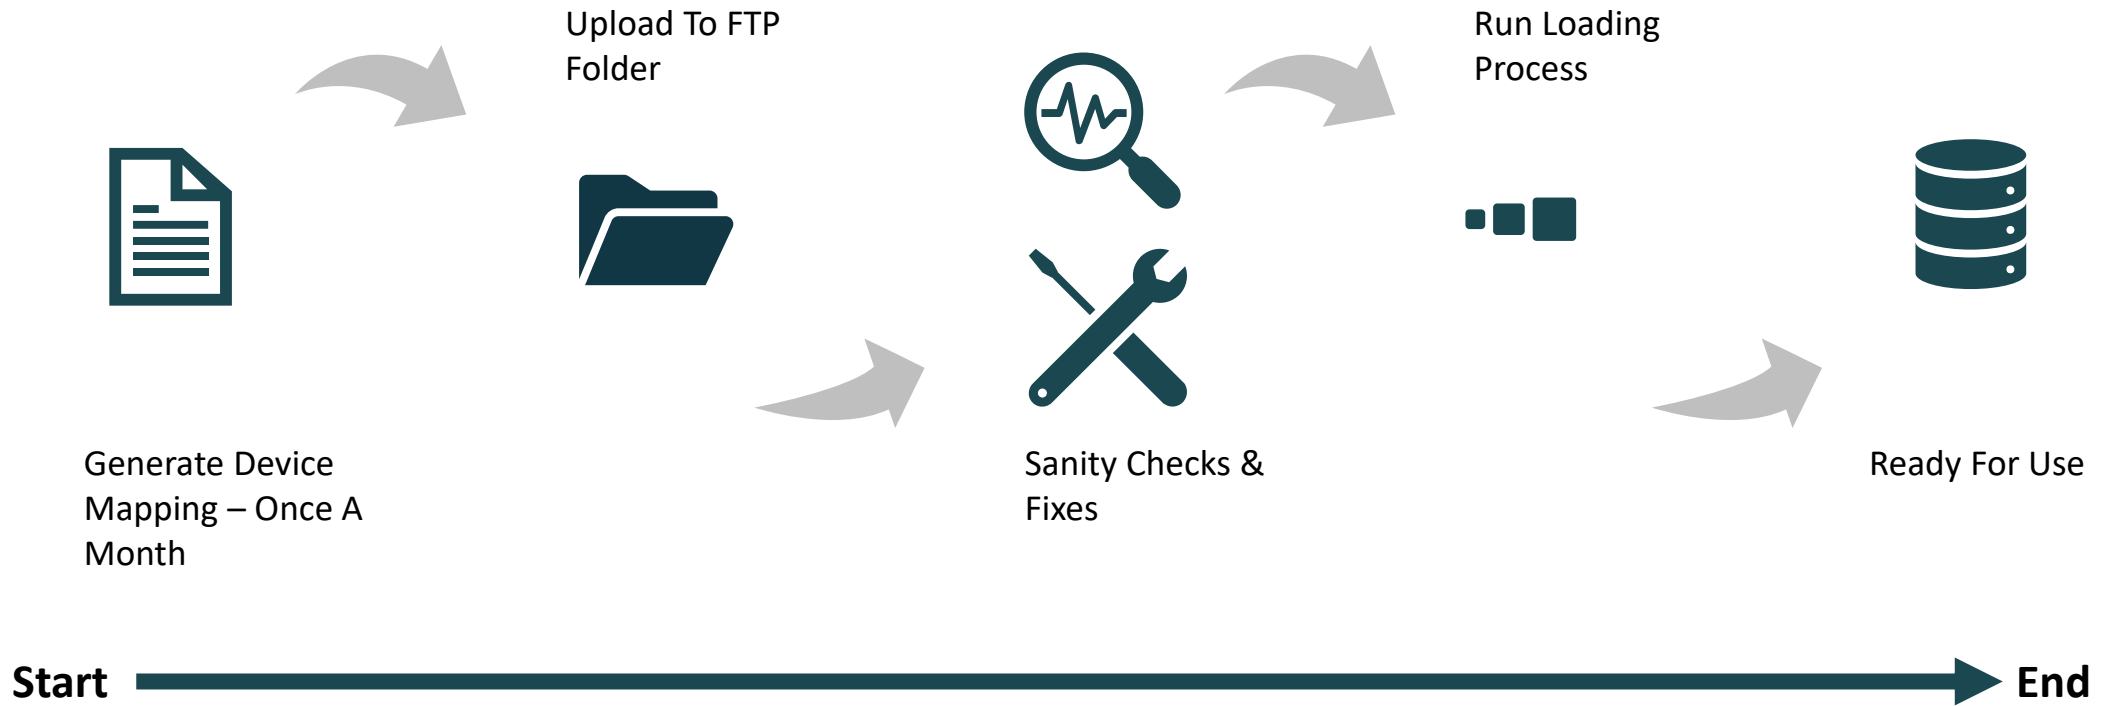 Upload To FTP
Folder
Run Loading
Process
Generate Device
Mapping – Once A
Month
Sanity Checks &
Fixes
Ready For Use
Start
End